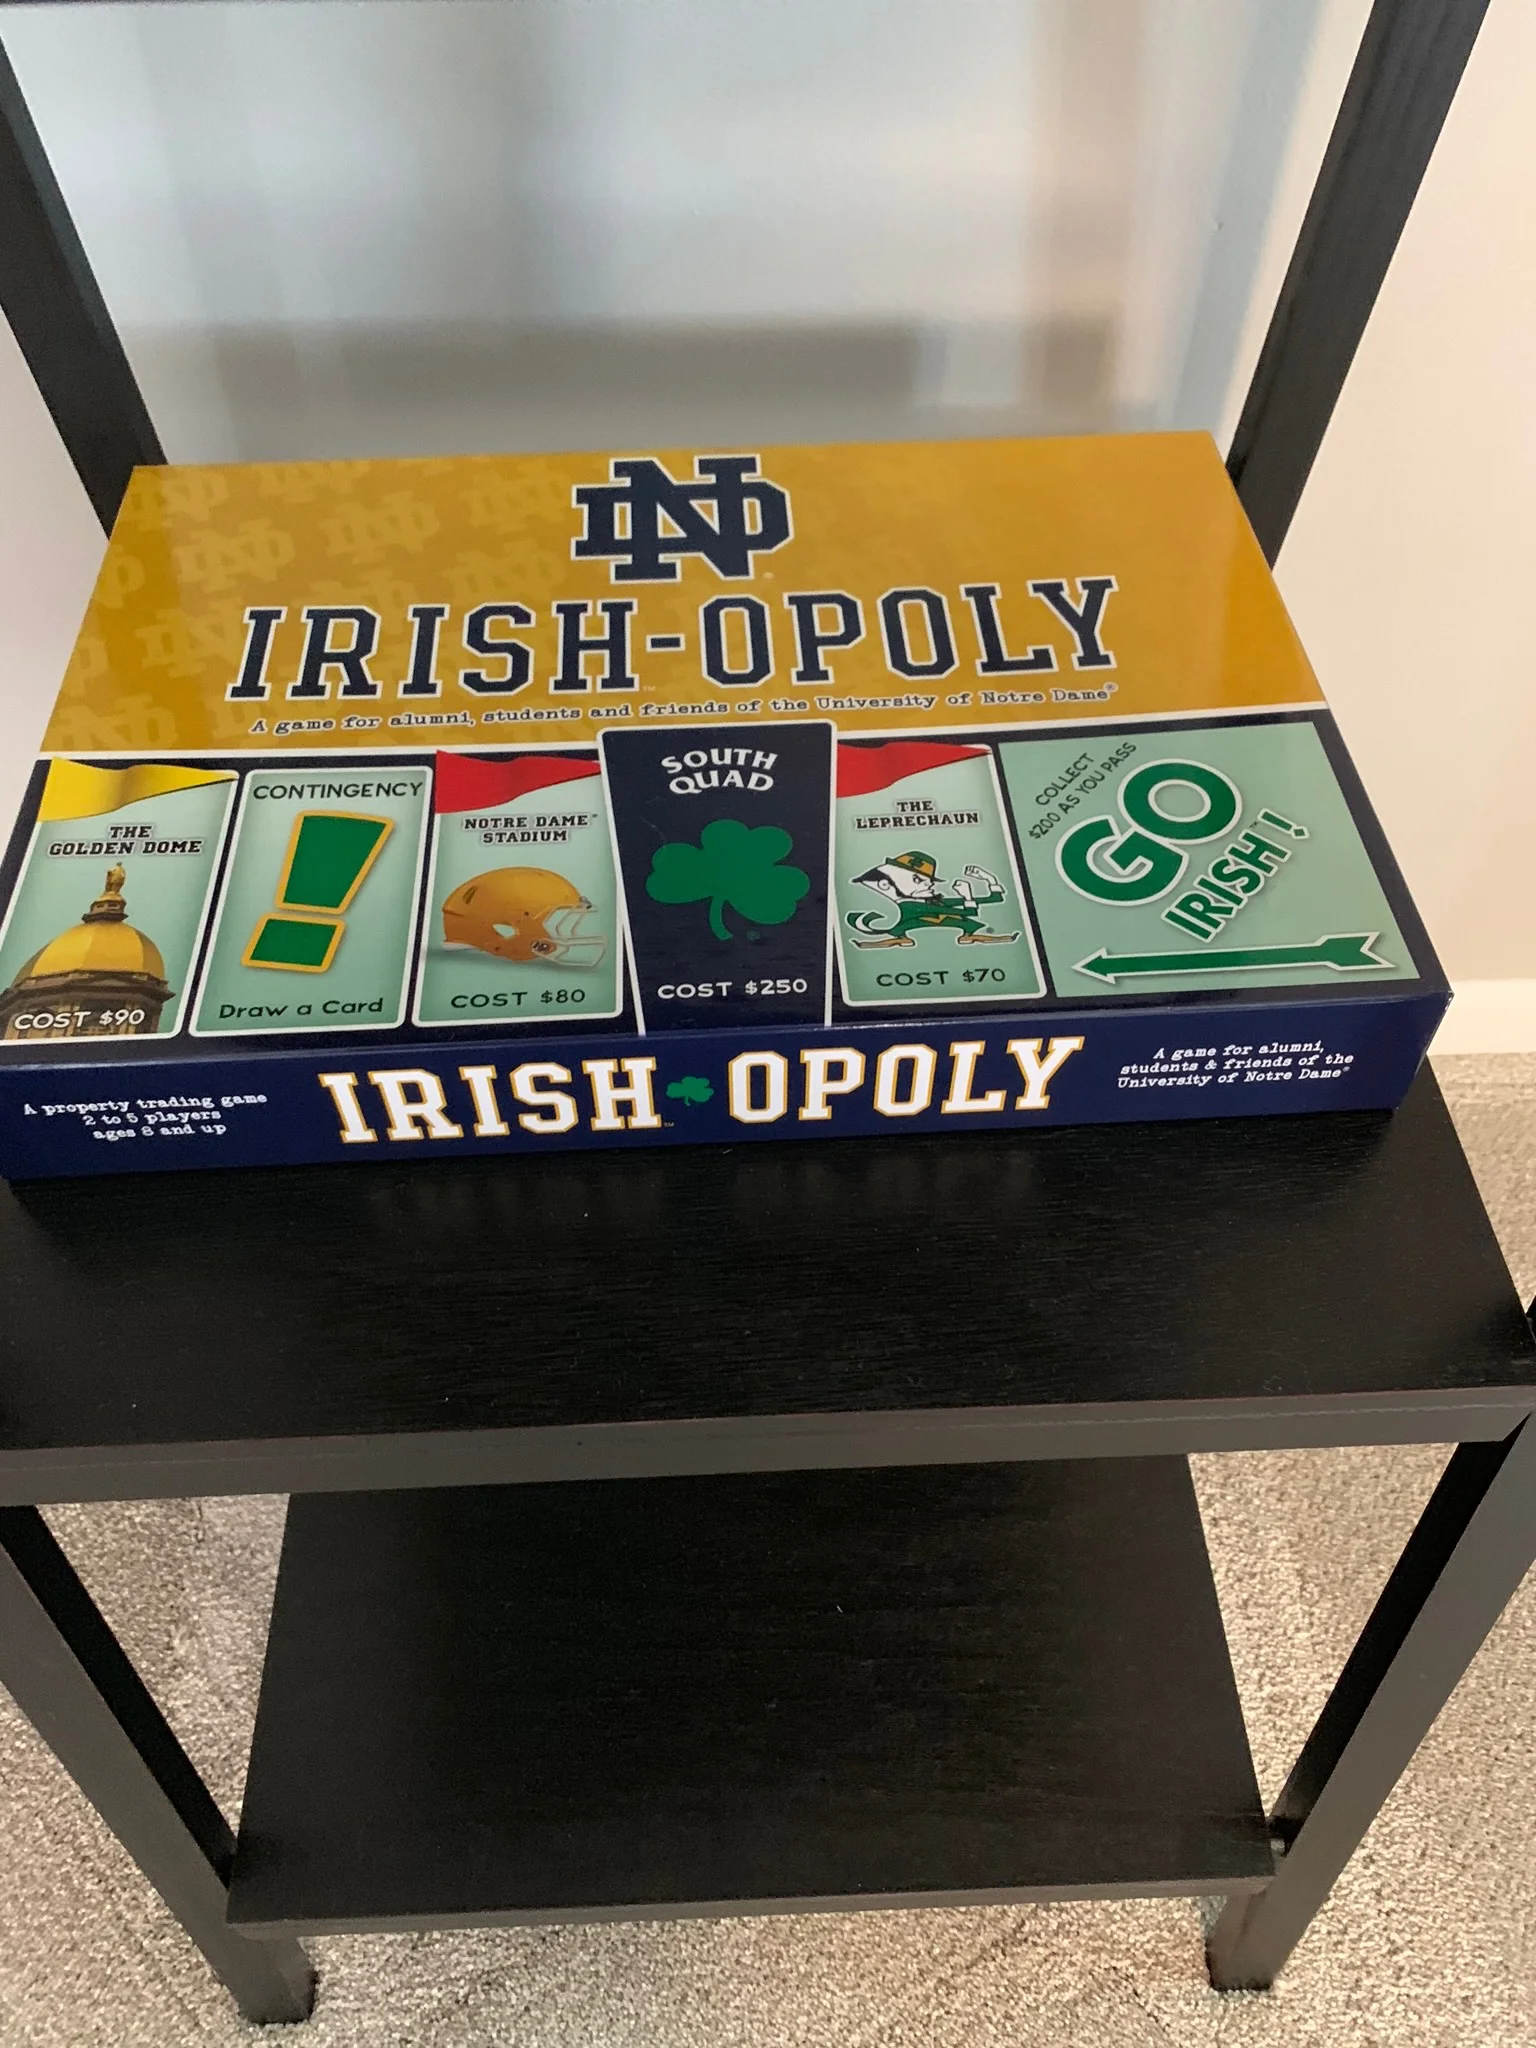 ND
IRISH-OPOLY™
A game for alumni, students and friends of the University of Notre Dame®
THE
GOLDEN DOME
COST $90
CONTINGENCY
!
Draw a Card
NOTRE DAME®
STADIUM
COST $80
SOUTH
QUAD
COST $250
THE
LEPRECHAUN
COST $70
COLLECT
$200 AS YOU PASS
GO
IRISH!™
A property trading game
2 to 5 players
ages 8 and up
IRISH OPOLY™
A game for alumni,
students & friends of the
University of Notre Dame®